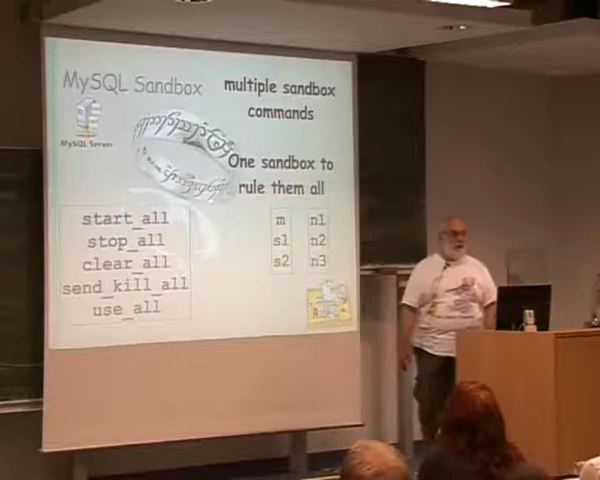 MySQL Sandbox
multiple sandbox
commands
MySQL Server
One sandbox to
rule them all
start_all
stop_all
clear_all
send_kill_all
use_all
m n1
s1 n2
s2 n3